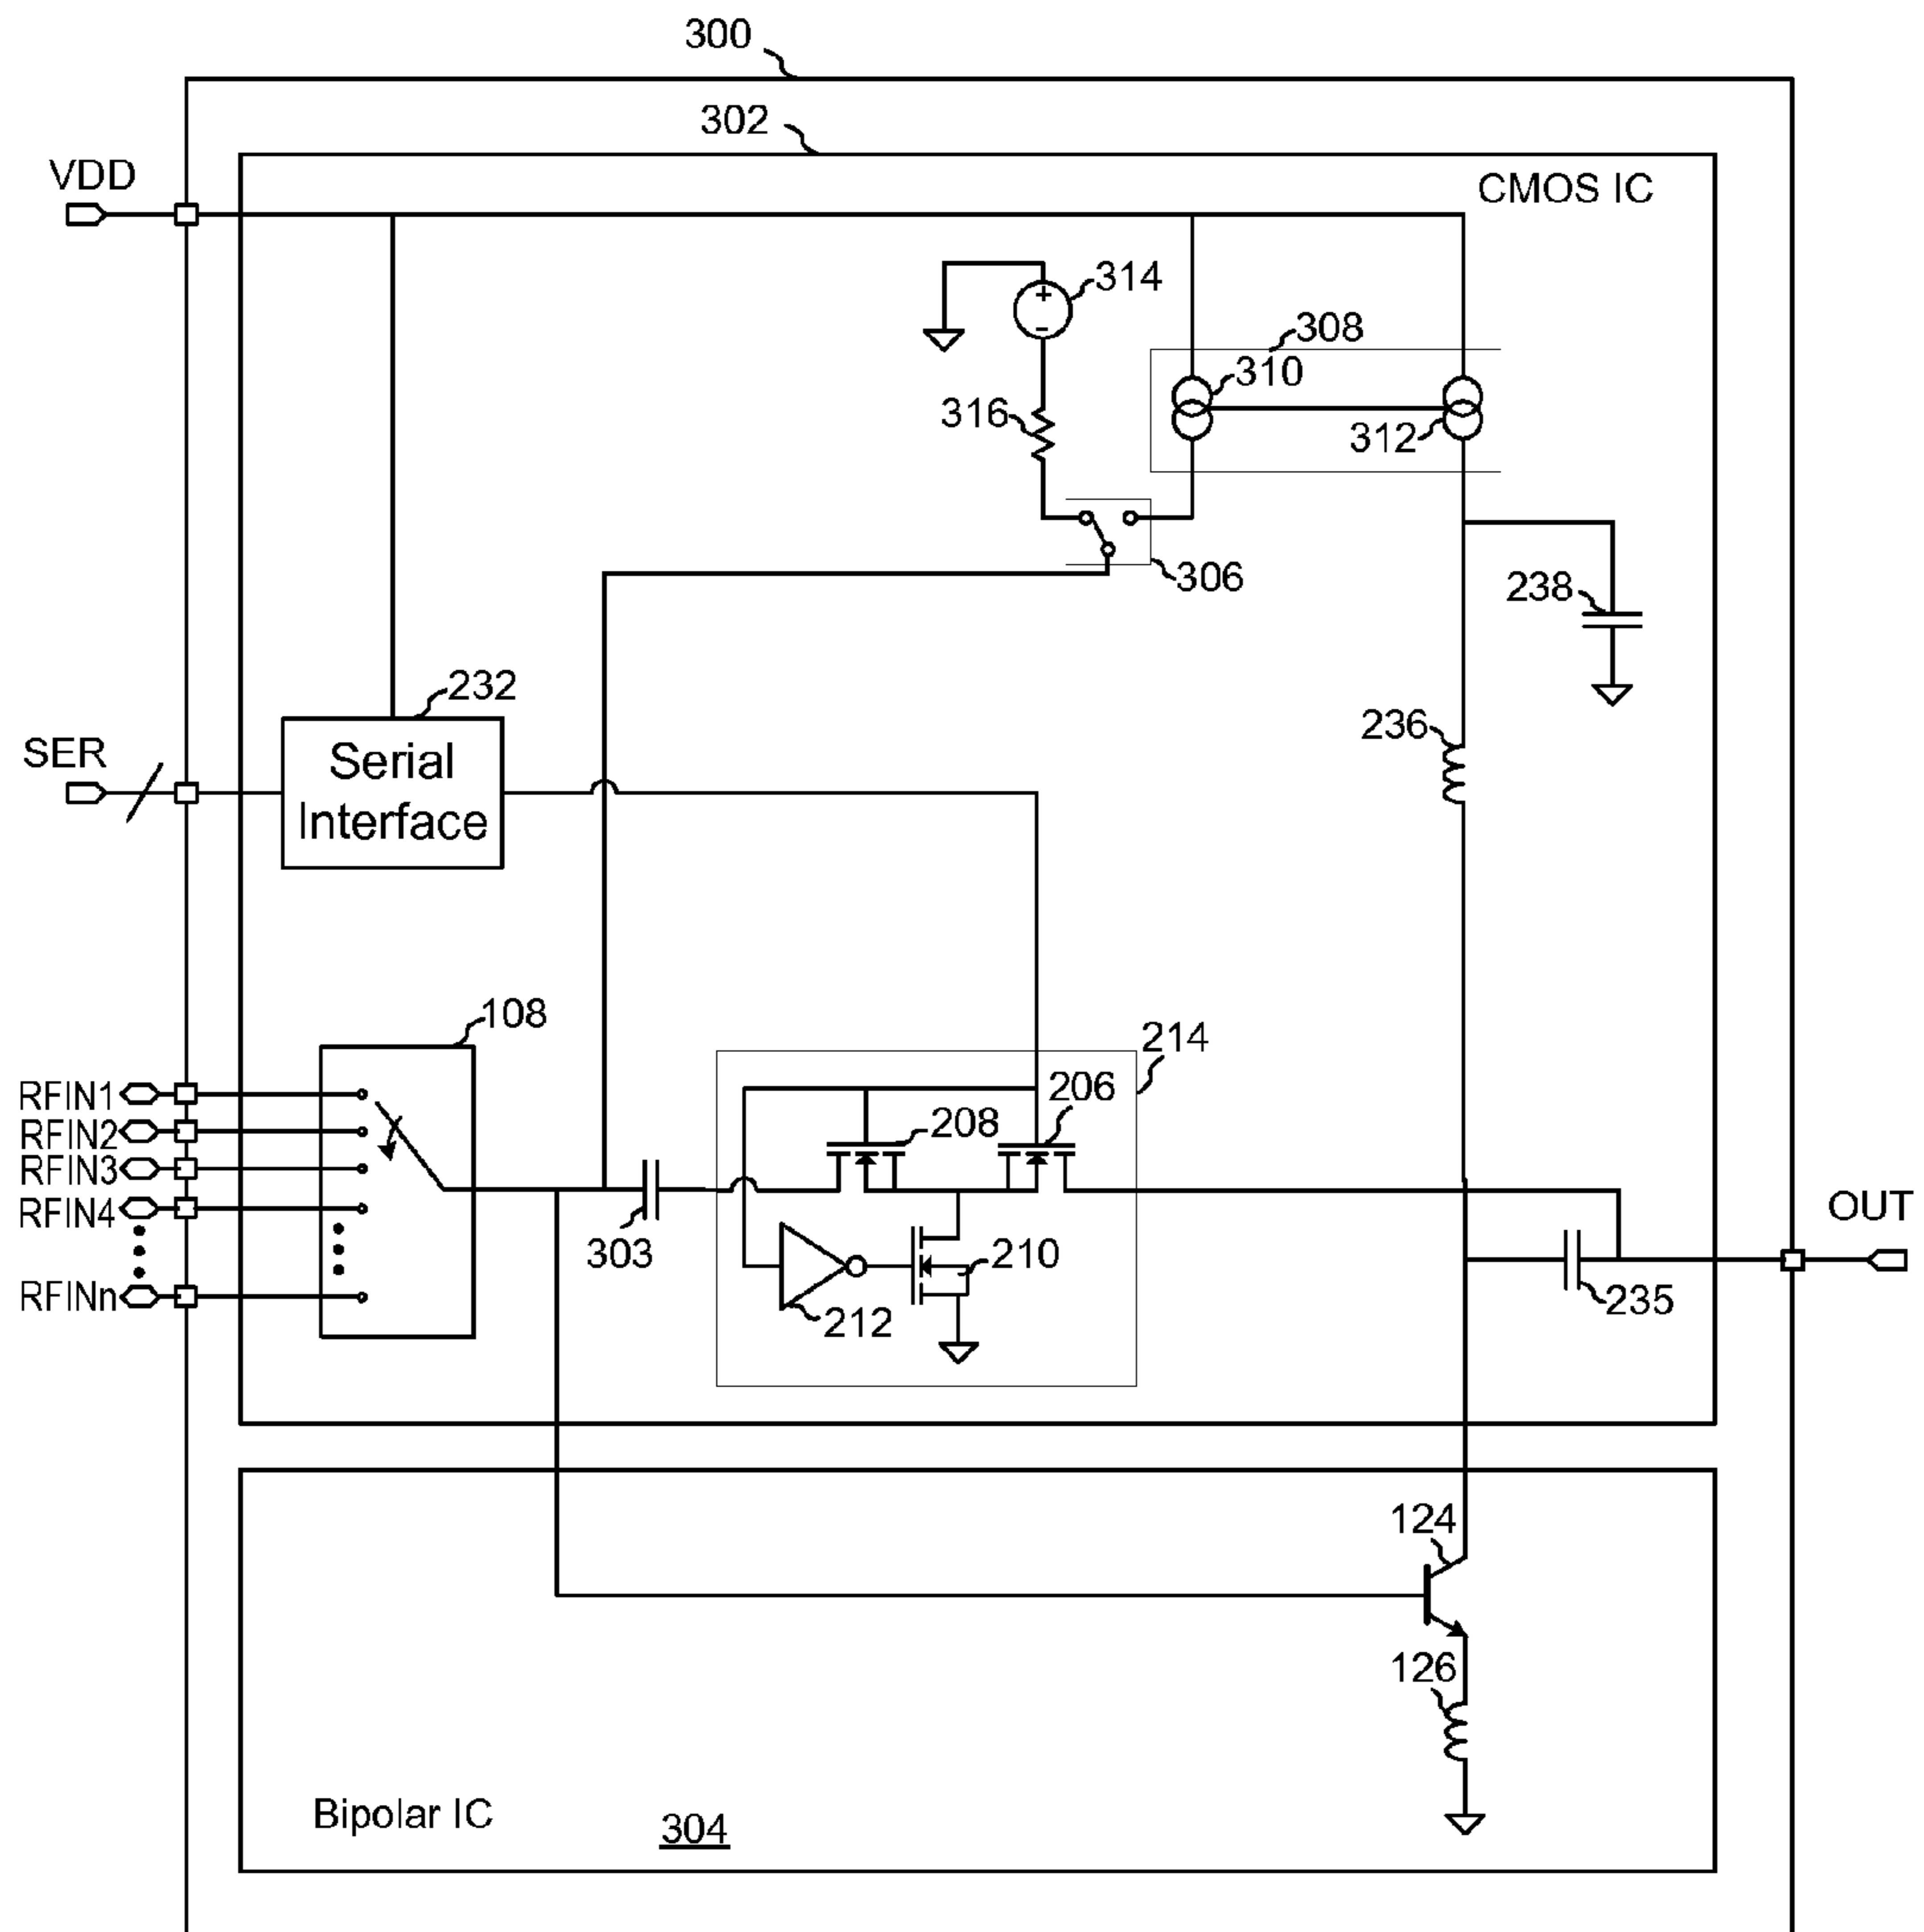 300
302
VDD
CMOS IC
314
308
310
316
312
306
238
232
236
SER
Serial
Interface
108
214
RFIN1
206
RFIN2
208
RFIN3
RFIN4
OUT
303
210
RFINn
212
235
124
126
Bipolar IC
304
+
-